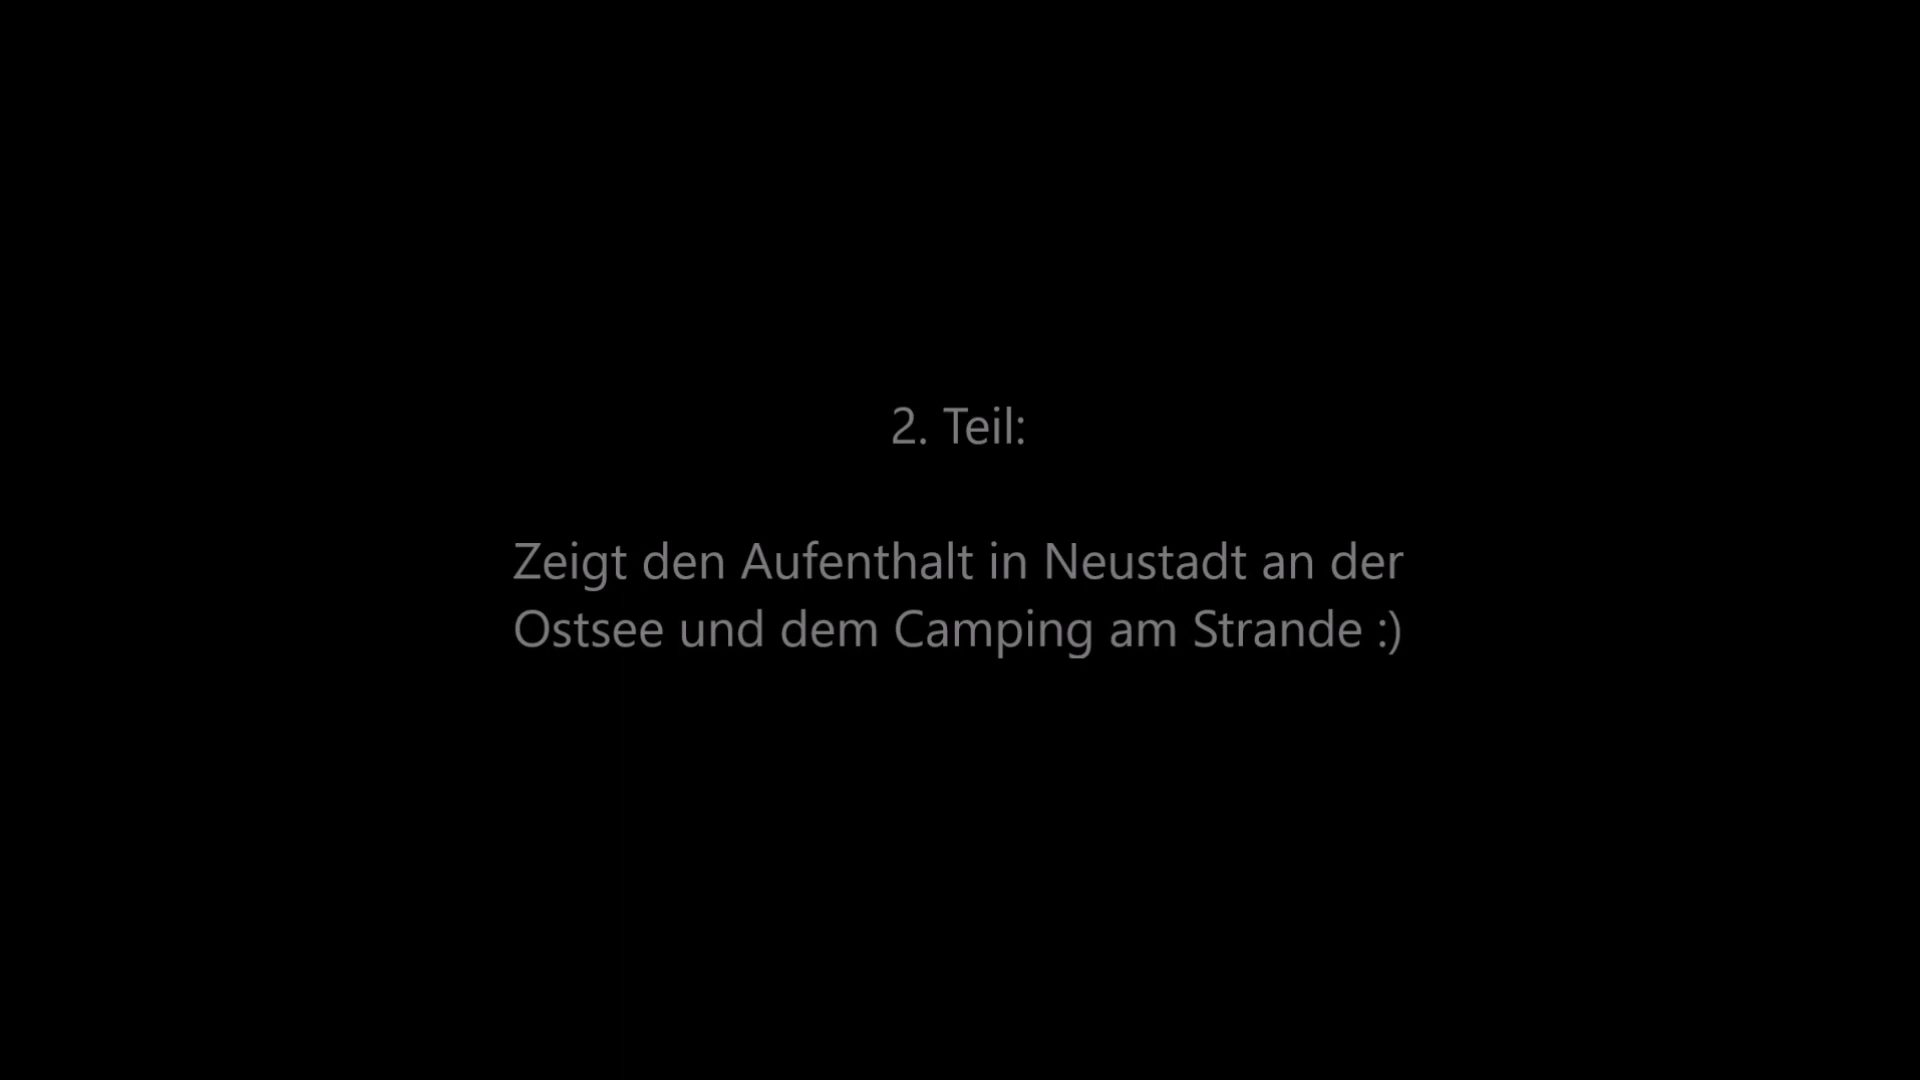 2. Teil:
Zeigt den Aufenthalt in Neustadt an der
Ostsee und dem Camping am Strande :)